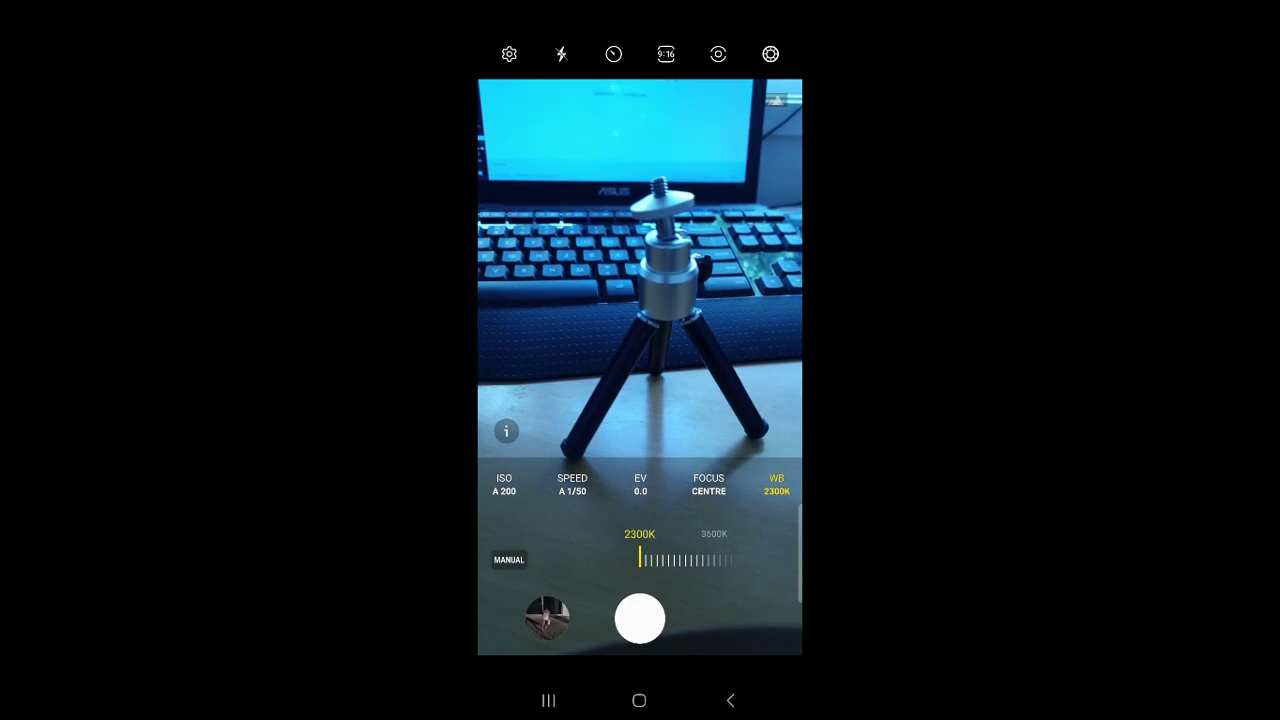 9:16
ASUS
ISO SPEED EV FOCUS WB
A 200 A 1/50 0.0 CENTRE 2300K
2300K 3600K
MANUAL